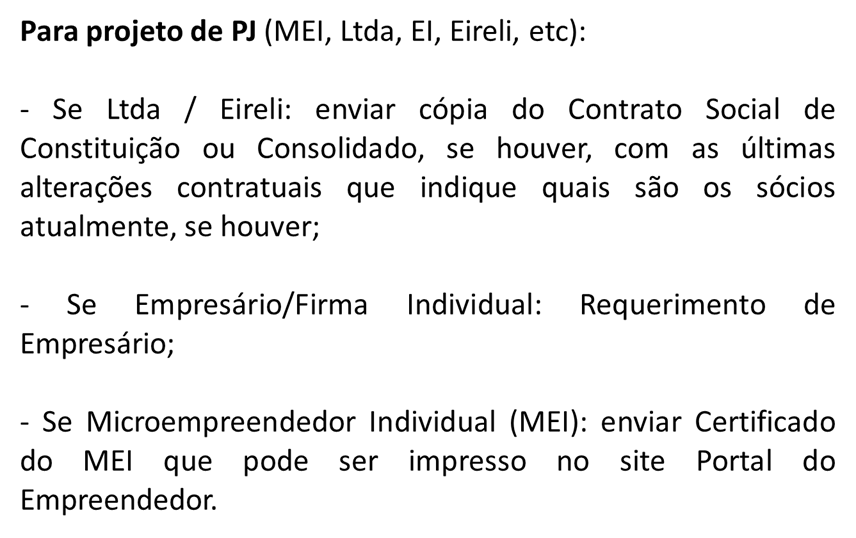 Para projeto de PJ (MEI, Ltda, EI, Eireli, etc):
- Se Ltda / Eireli: enviar cópia do Contrato Social de
Constituição ou Consolidado, se houver, com as últimas
alterações contratuais que indique quais são os sócios
atualmente, se houver;
- Se Empresário/Firma Individual: Requerimento de
Empresário;
- Se Microempreendedor Individual (MEI): enviar Certificado
do MEI que pode ser impresso no site Portal do
Empreendedor.